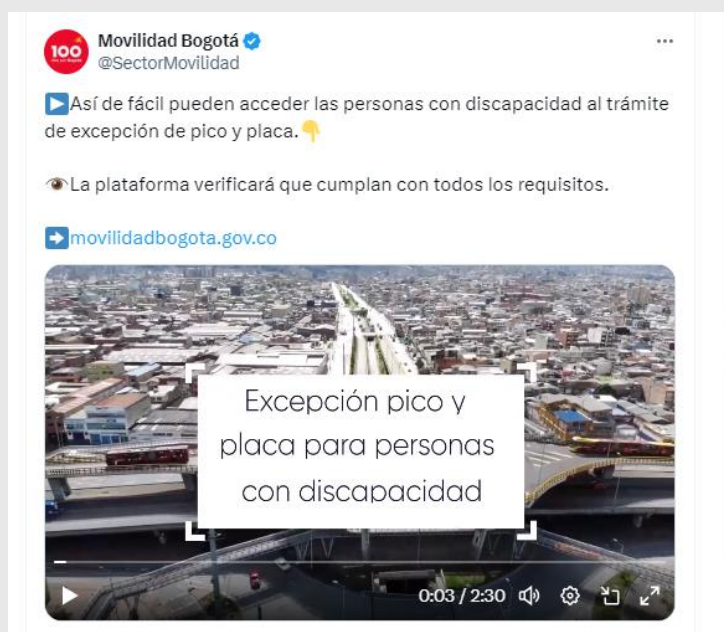 100
Movilidad Bogotá
@SectorMovilidad
Así de fácil pueden acceder las personas con discapacidad al trámite
de excepción de pico y placa.
La plataforma verificará que cumplan con todos los requisitos.
movilidadbogota.gov.co
Excepción pico y
placa para personas
con discapacidad
0:03 / 2:30